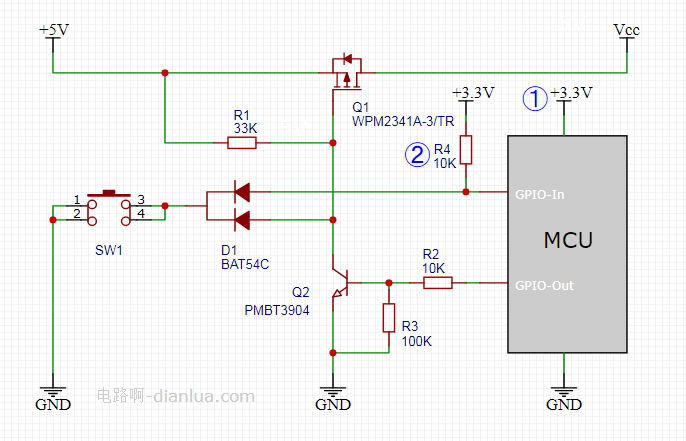 +5V
Vcc
Q1
WPM2341A-3/TR
R1
33K
+3.3V
① +3.3V
② R4
10K
GPIO-In
MCU
1 3
2 4
SW1
D1
BAT54C
R2
10K
GPIO-Out
Q2
PMBT3904
R3
100K
GND
电路啊-dianlua.com
GND
GND